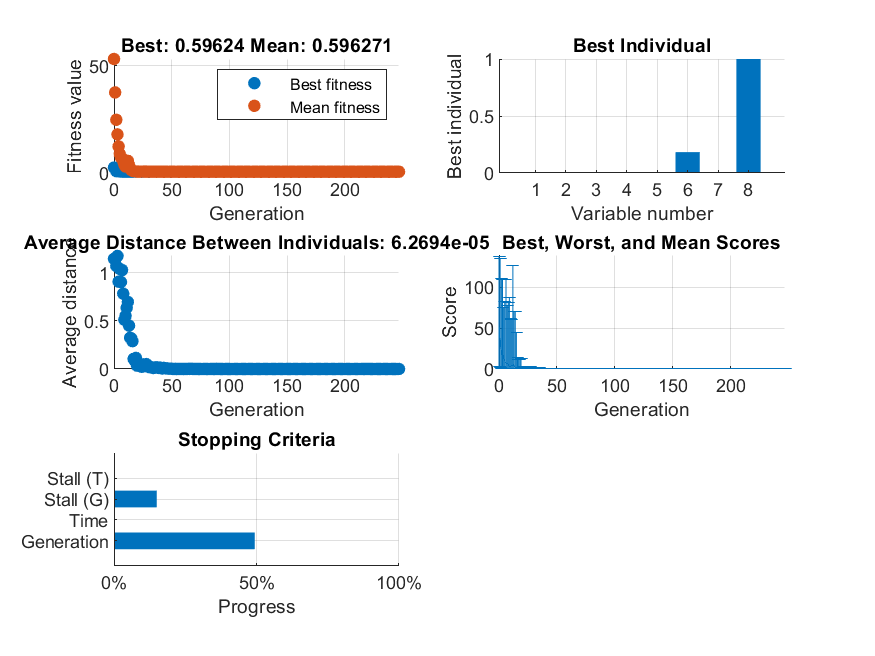 Best: 0.59624 Mean: 0.596271
Fitness value
50
0
Best fitness
Mean fitness
0 50 100 150 200
Generation
Best Individual
Best individual
1
0.5
0
1 2 3 4 5 6 7 8
Variable number
Average Distance Between Individuals: 6.2694e-05
Average distance
1
0.5
0
0 50 100 150 200
Generation
Best, Worst, and Mean Scores
Score
100
50
0
0 50 100 150 200
Generation
Stopping Criteria
Stall (T)
Stall (G)
Time
Generation
0% 50% 100%
Progress